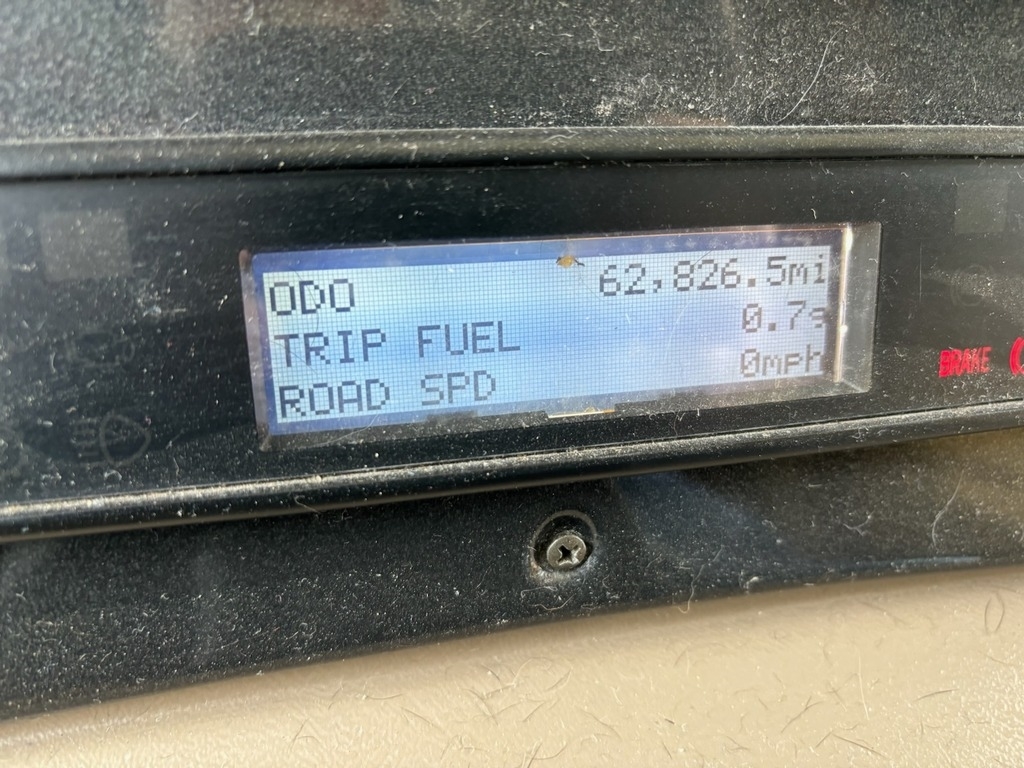 ODO 62,826.5mi
TRIP FUEL 0.7g
ROAD SPD 0mph
BRAKE